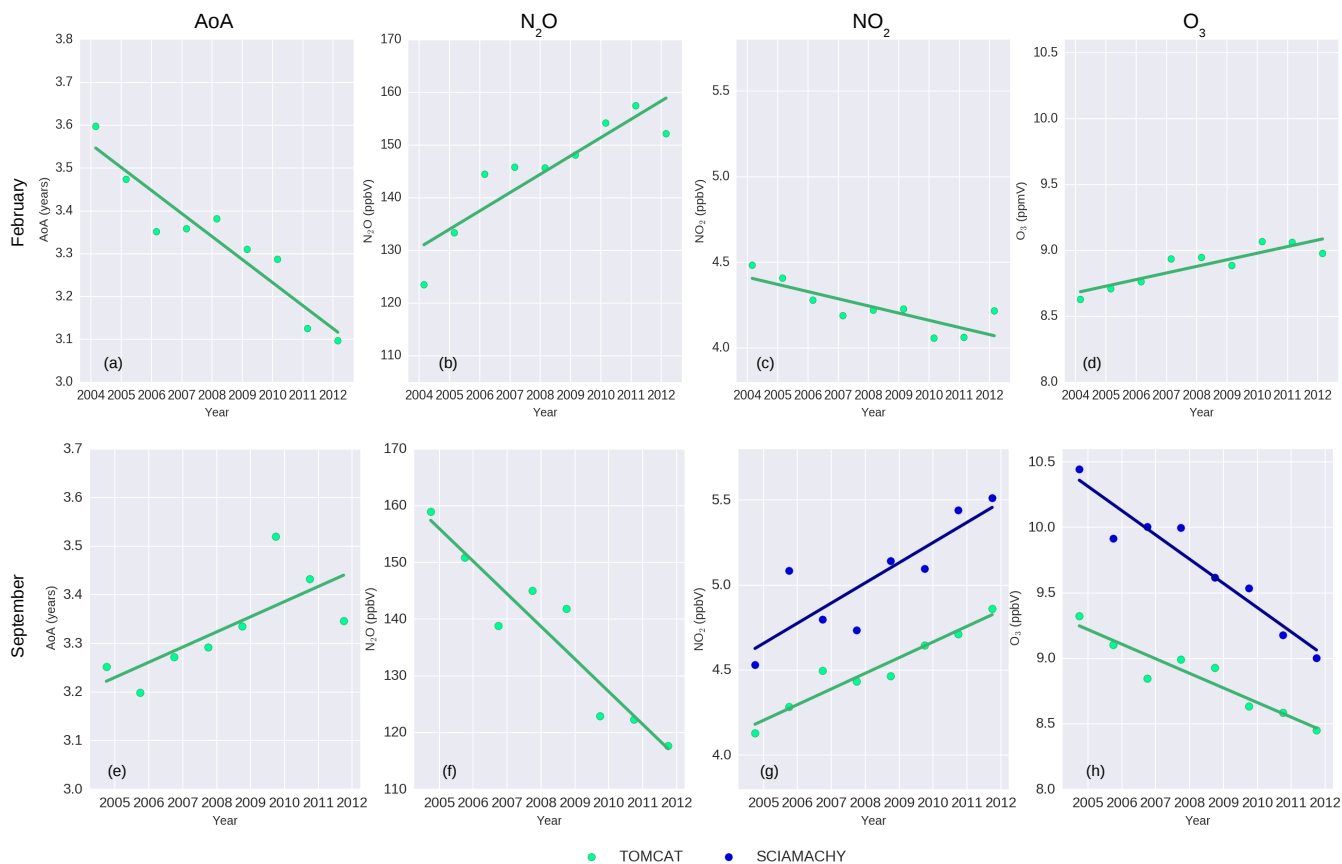 AoA N₂O NO₂ O₃
February
3.8
3.7
3.6
3.5
3.4
3.3
3.2
3.1
3.0
AoA (years)
(a)
2004 2005 2006 2007 2008 2009 2010 2011 2012
Year
170
160
150
140
130
120
110
N₂O (ppbV)
(b)
2004 2005 2006 2007 2008 2009 2010 2011 2012
Year
5.5
5.0
4.5
4.0
NO₂ (ppbV)
(c)
2004 2005 2006 2007 2008 2009 2010 2011 2012
Year
10.5
10.0
9.5
9.0
8.5
8.0
O₃ (ppmV)
(d)
2004 2005 2006 2007 2008 2009 2010 2011 2012
Year
September
3.7
3.6
3.5
3.4
3.3
3.2
3.1
3.0
AoA (years)
(e)
2005 2006 2007 2008 2009 2010 2011 2012
Year
170
160
150
140
130
120
110
N₂O (ppbV)
(f)
2005 2006 2007 2008 2009 2010 2011 2012
Year
5.5
5.0
4.5
4.0
NO₂ (ppbV)
(g)
2005 2006 2007 2008 2009 2010 2011 2012
Year
10.5
10.0
9.5
9.0
8.5
8.0
O₃ (ppbV)
(h)
2005 2006 2007 2008 2009 2010 2011 2012
Year
TOMCAT SCIAMACHY